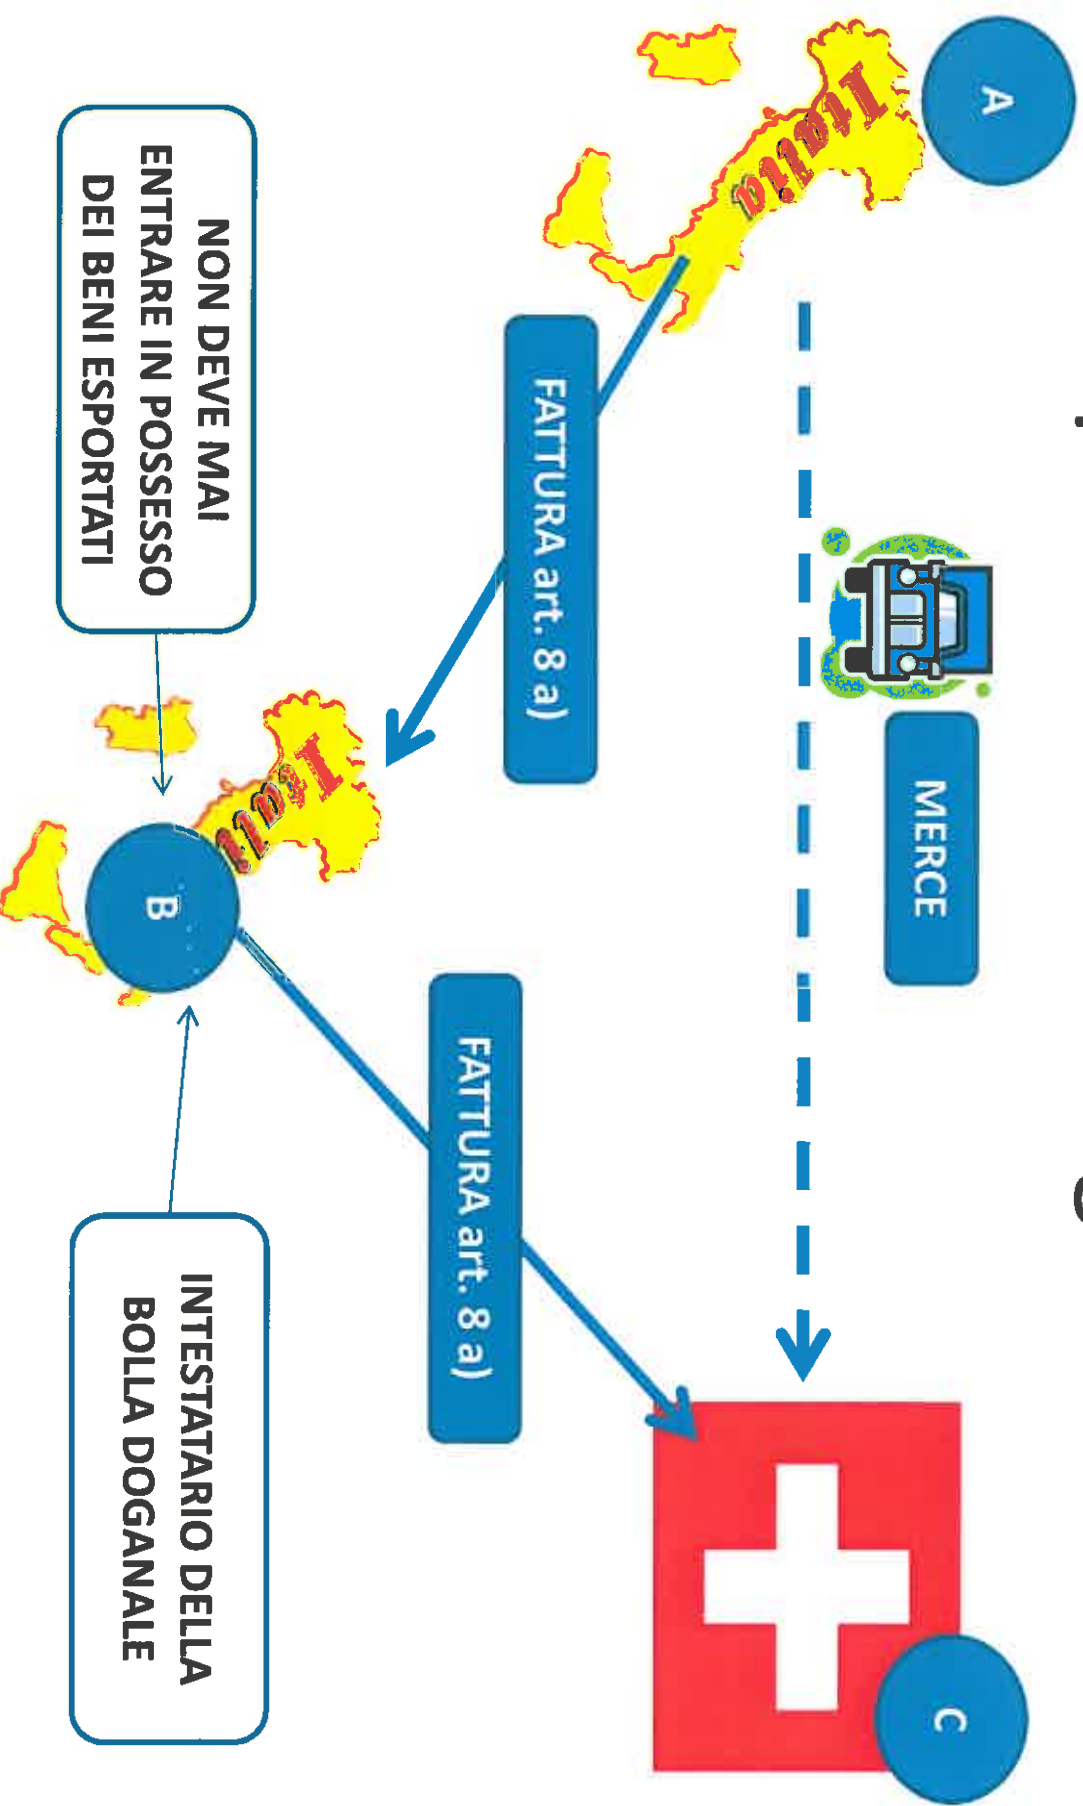 A
Italia
MERCE
FATTURA art. 8 a)
C
Italia
FATTURA art. 8 a)
NON DEVE MAI
ENTRARE IN POSSESSO
DEI BENI ESPORTATI
B
INTESTATARIO DELLA
BOLLA DOGANALE